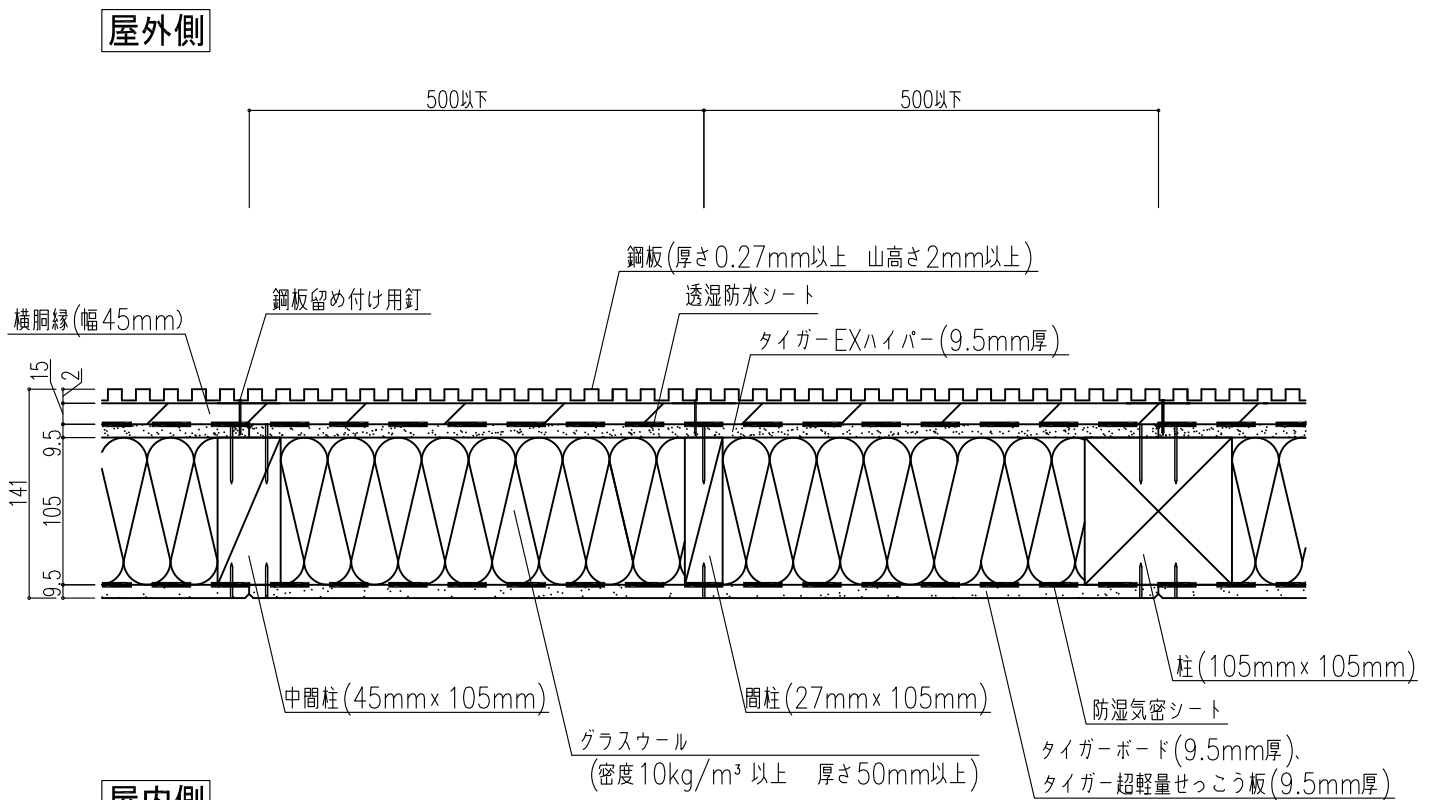 屋外側
500以下
500以下
鋼板(厚さ0.27mm以上 山高さ2mm以上)
鋼板留め付け用釘
透湿防水シート
横胴縁(幅45mm)
タイガーEXハイパー(9.5mm厚)
15
2
9.5
141
105
9.5
柱(105mm×105mm)
中間柱(45mm×105mm)
間柱(27mm×105mm)
防湿気密シート
グラスウール
(密度10kg/m³以上 厚さ50mm以上)
タイガーボード(9.5mm厚)、
タイガー超軽量せっこう板(9.5mm厚)
屋内側